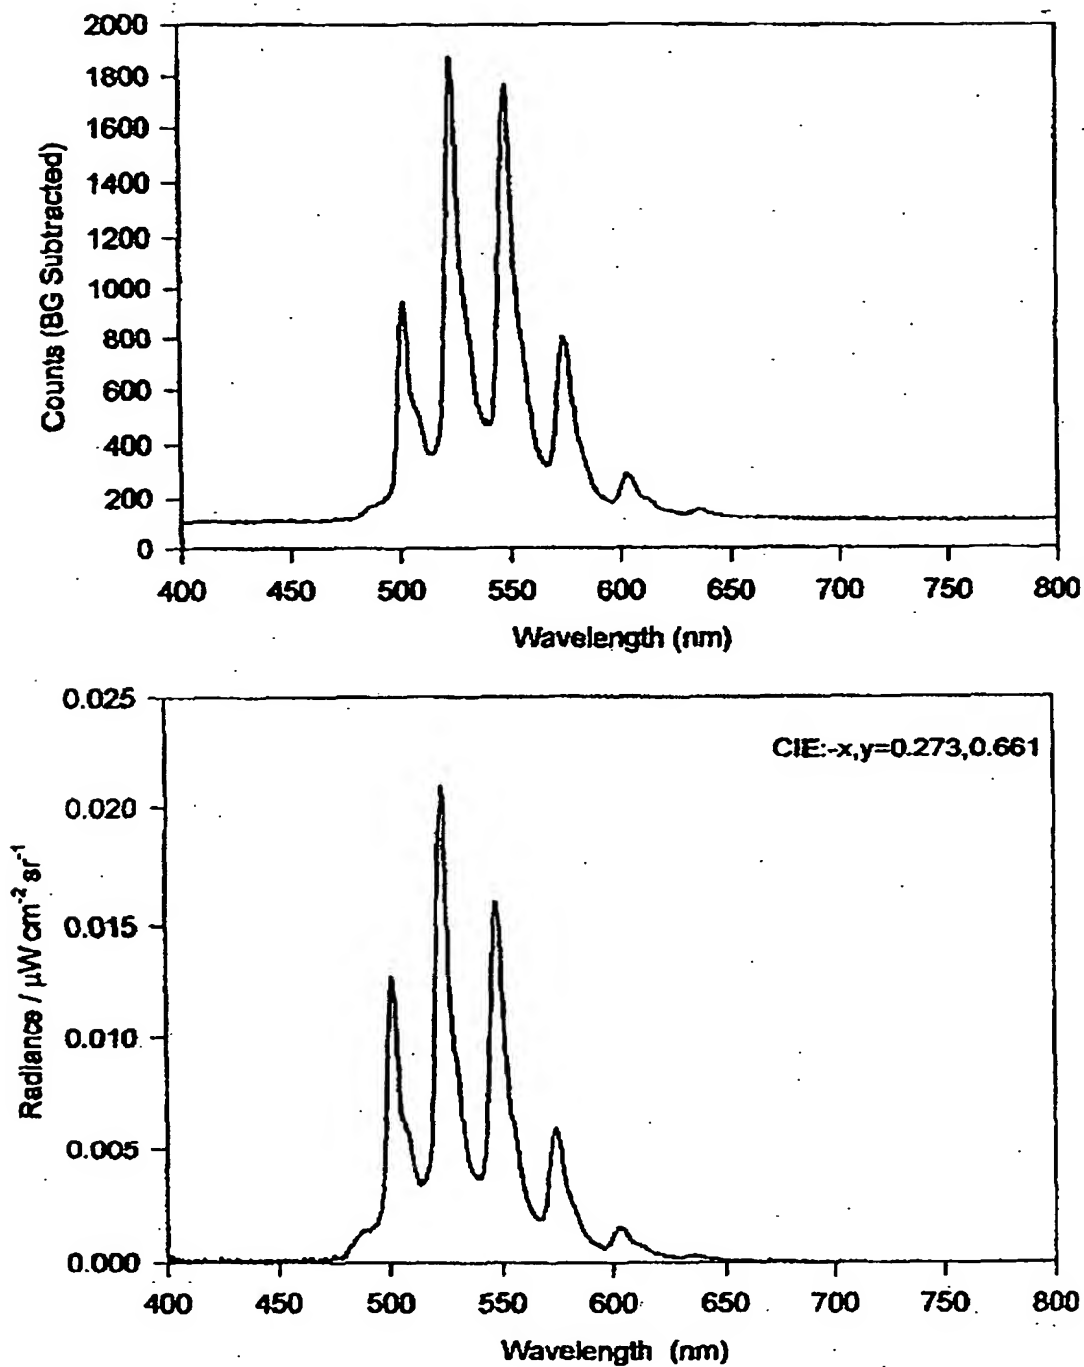 2000
1800
1600
1400
1200
1000
800
600
400
200
0
Counts (BG Subtracted)
400 450 500 550 600 650 700 750 800
Wavelength (nm)
0.025
0.020
0.015
0.010
0.005
0.000
Radiance / μW cm⁻² sr⁻¹
CIE:-x,y=0.273,0.661
400 450 500 550 600 650 700 750 800
Wavelength (nm)